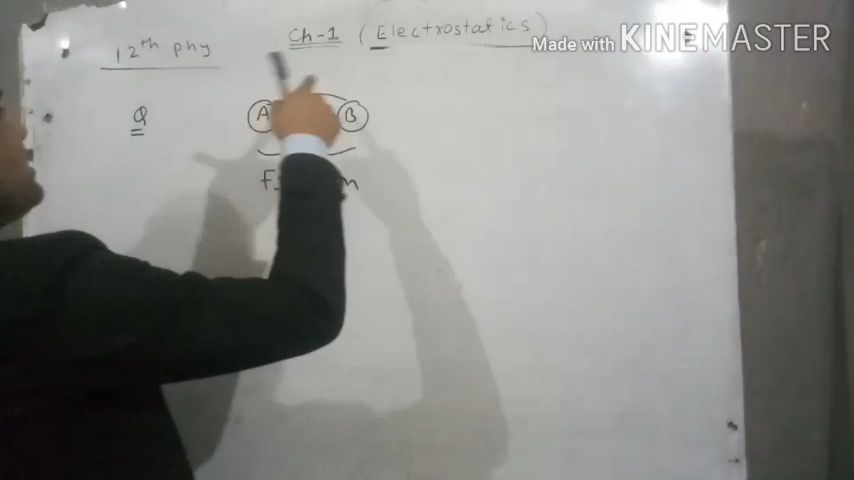 12th phy
Ch-1 (Electrostatics)
Made with KINEMASTER
Q
A B